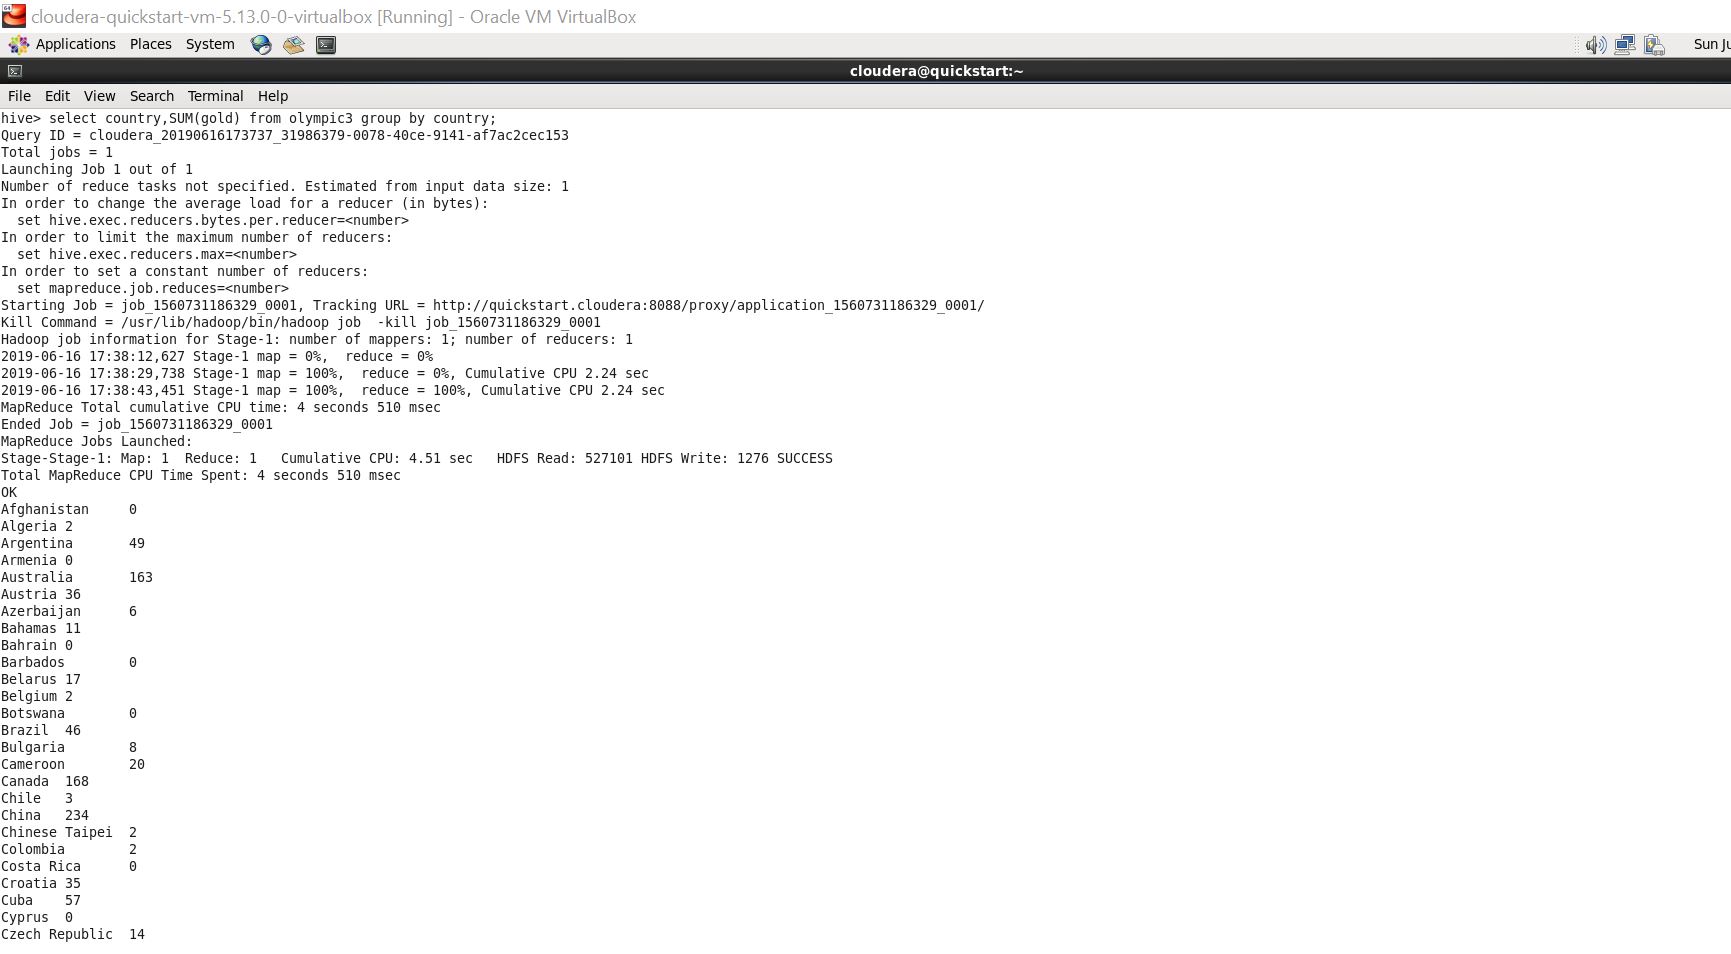 cloudera-quickstart-vm-5.13.0-0-virtualbox [Running] - Oracle VM VirtualBox
Applications Places System Sun Ju
cloudera@quickstart:~
File Edit View Search Terminal Help
hive> select country,SUM(gold) from olympic3 group by country;
Query ID = cloudera_20190616173737_31986379-0078-40ce-9141-af7ac2cec153
Total jobs = 1
Launching Job 1 out of 1
Number of reduce tasks not specified. Estimated from input data size: 1
In order to change the average load for a reducer (in bytes):
  set hive.exec.reducers.bytes.per.reducer=<number>
In order to limit the maximum number of reducers:
  set hive.exec.reducers.max=<number>
In order to set a constant number of reducers:
  set mapreduce.job.reduces=<number>
Starting Job = job_1560731186329_0001, Tracking URL = http://quickstart.cloudera:8088/proxy/application_1560731186329_0001/
Kill Command = /usr/lib/hadoop/bin/hadoop job  -kill job_1560731186329_0001
Hadoop job information for Stage-1: number of mappers: 1; number of reducers: 1
2019-06-16 17:38:12,627 Stage-1 map = 0%,  reduce = 0%
2019-06-16 17:38:29,738 Stage-1 map = 100%,  reduce = 0%, Cumulative CPU 2.24 sec
2019-06-16 17:38:43,451 Stage-1 map = 100%,  reduce = 100%, Cumulative CPU 2.24 sec
MapReduce Total cumulative CPU time: 4 seconds 510 msec
Ended Job = job_1560731186329_0001
MapReduce Jobs Launched:
Stage-Stage-1: Map: 1  Reduce: 1   Cumulative CPU: 4.51 sec   HDFS Read: 527101 HDFS Write: 1276 SUCCESS
Total MapReduce CPU Time Spent: 4 seconds 510 msec
OK
Afghanistan     0
Algeria 2
Argentina       49
Armenia 0
Australia       163
Austria 36
Azerbaijan      6
Bahamas 11
Bahrain 0
Barbados        0
Belarus 17
Belgium 2
Botswana        0
Brazil  46
Bulgaria        8
Cameroon        20
Canada  168
Chile   3
China   234
Chinese Taipei  2
Colombia        2
Costa Rica      0
Croatia 35
Cuba    57
Cyprus  0
Czech Republic  14